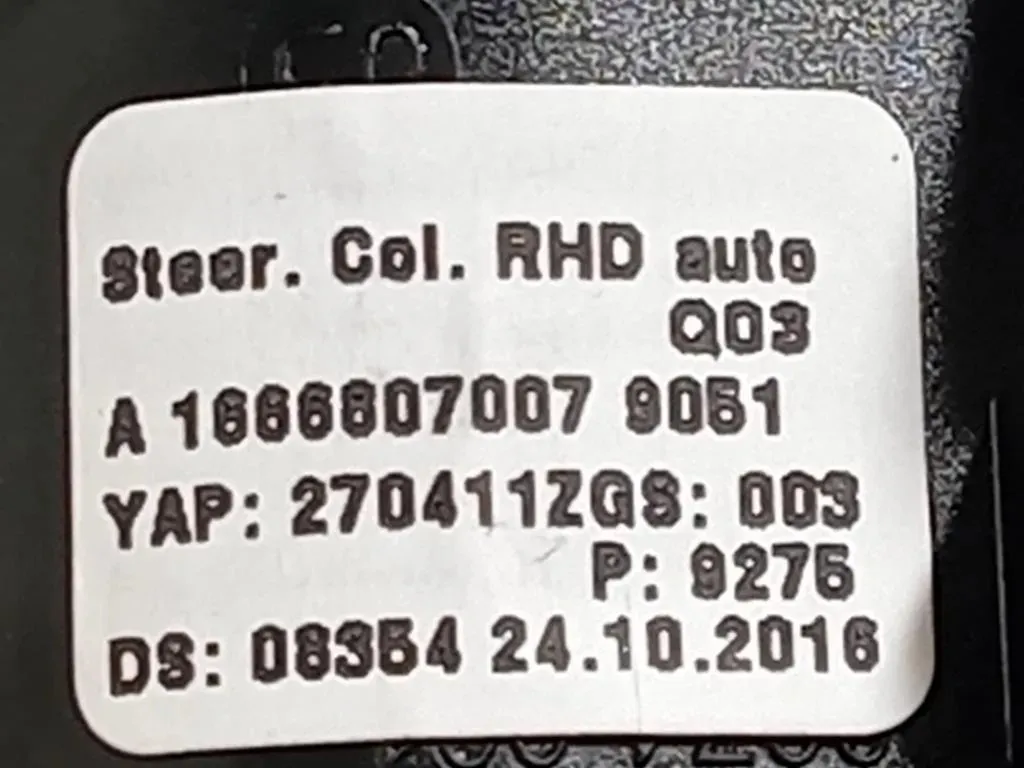 Steer. Col. RHD auto
Q03
A 1666807007 9051
YAP: 270411ZGS: 003
P: 9275
DS: 08354 24.10.2016